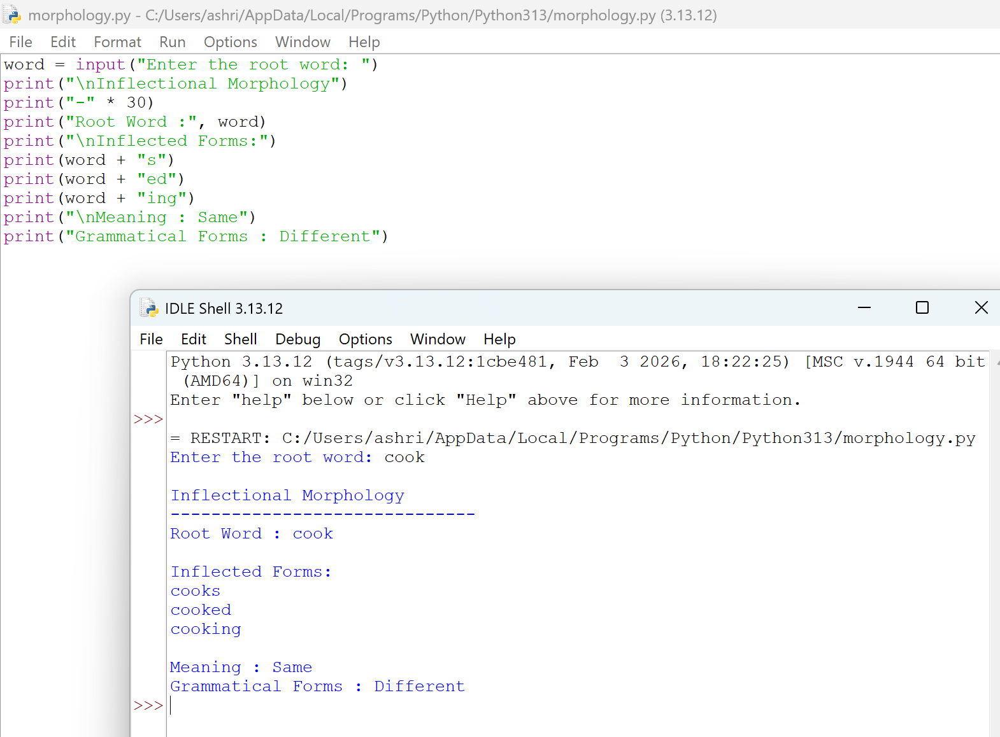 morphology.py - C:/Users/ashri/AppData/Local/Programs/Python/Python313/morphology.py (3.13.12)
File Edit Format Run Options Window Help
word = input("Enter the root word: ")
print("\nInflectional Morphology")
print("-" * 30)
print("Root Word :", word)
print("\nInflected Forms:")
print(word + "s")
print(word + "ed")
print(word + "ing")
print("\nMeaning : Same")
print("Grammatical Forms : Different")
IDLE Shell 3.13.12
File Edit Shell Debug Options Window Help
Python 3.13.12 (tags/v3.13.12:1cbe481, Feb  3 2026, 18:22:25) [MSC v.1944 64 bit
 (AMD64)] on win32
Enter "help" below or click "Help" above for more information.
>>>
= RESTART: C:/Users/ashri/AppData/Local/Programs/Python/Python313/morphology.py
Enter the root word: cook
Inflectional Morphology
------------------------------
Root Word : cook
Inflected Forms:
cooks
cooked
cooking
Meaning : Same
Grammatical Forms : Different
>>>